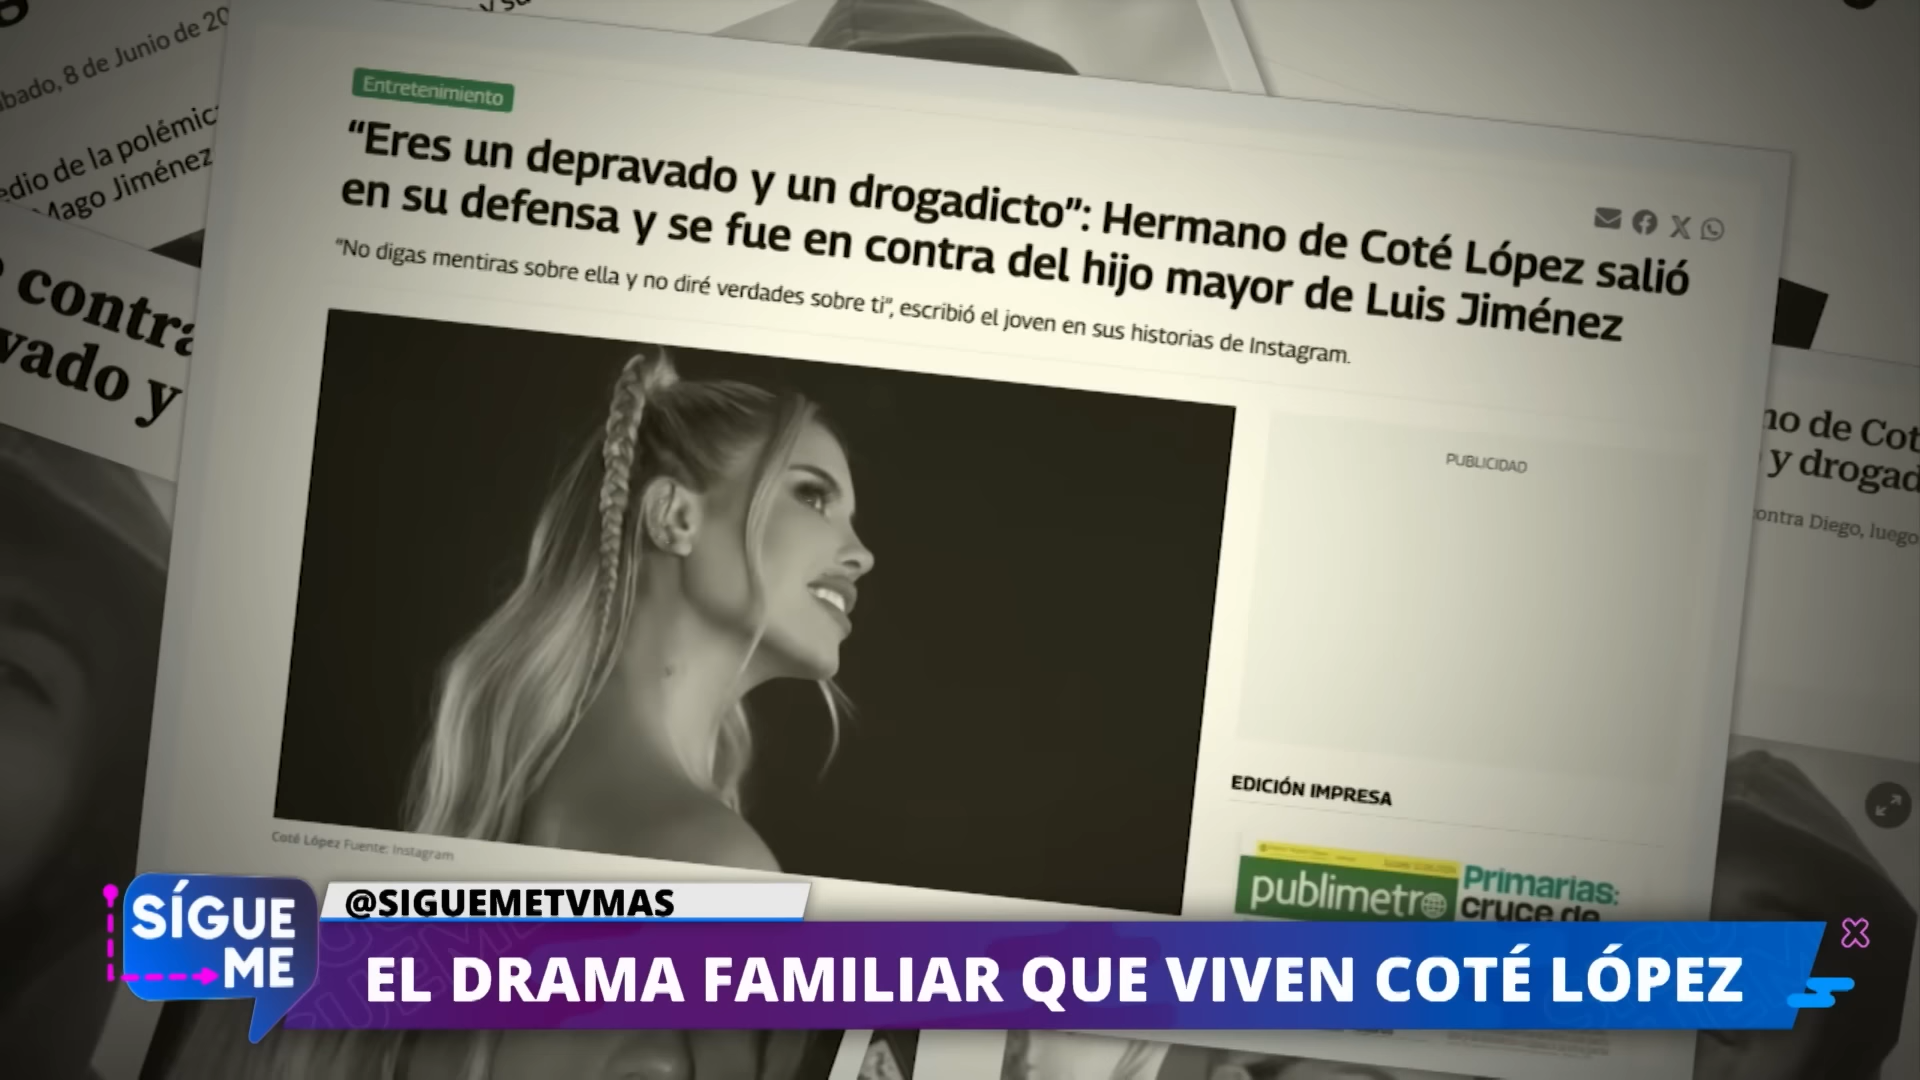 bado, 8 de Junio de 20
edio de la polémic
Mago Jiménez
contra
vado y
Entretenimiento
“Eres un depravado y un drogadicto”: Hermano de Coté López salió
en su defensa y se fue en contra del hijo mayor de Luis Jiménez
“No digas mentiras sobre ella y no diré verdades sobre ti”, escribió el joven en sus historias de Instagram.
PUBLICIDAD
no de Cot
y drogad
contra Diego, luego
EDICIÓN IMPRESA
Coté López Fuente: Instagram
publimetro
Primarias:
cruce de
SÍGUE
ME
@SIGUEMETVMAS
EL DRAMA FAMILIAR QUE VIVEN COTÉ LÓPEZ